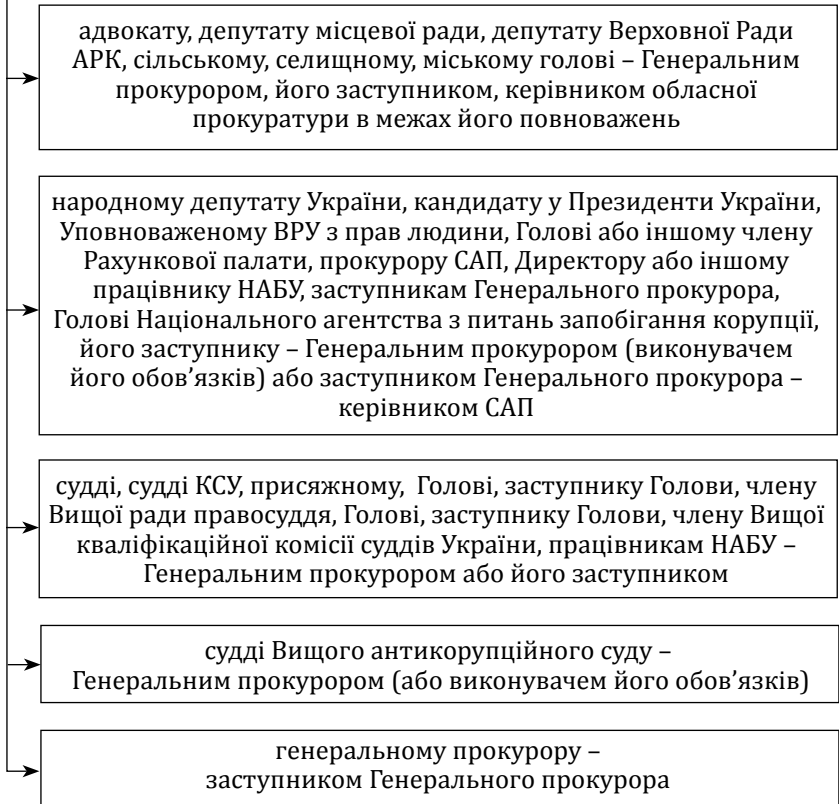 адвокату, депутату місцевої ради, депутату Верховної Ради
АРК, сільському, селищному, міському голові – Генеральним
прокурором, його заступником, керівником обласної
прокуратури в межах його повноважень
народному депутату України, кандидату у Президенти України,
Уповноваженому ВРУ з прав людини, Голові або іншому члену
Рахункової палати, прокурору САП, Директору або іншому
працівнику НАБУ, заступникам Генерального прокурора,
Голові Національного агентства з питань запобігання корупції,
його заступнику – Генеральним прокурором (виконувачем
його обов’язків) або заступником Генерального прокурора –
керівником САП
судді, судді КСУ, присяжному, Голові, заступнику Голови, члену
Вищої ради правосуддя, Голові, заступнику Голови, члену Вищої
кваліфікаційної комісії суддів України, працівникам НАБУ –
Генеральним прокурором або його заступником
судді Вищого антикорупційного суду –
Генеральним прокурором (або виконувачем його обов’язків)
генеральному прокурору –
заступником Генерального прокурора